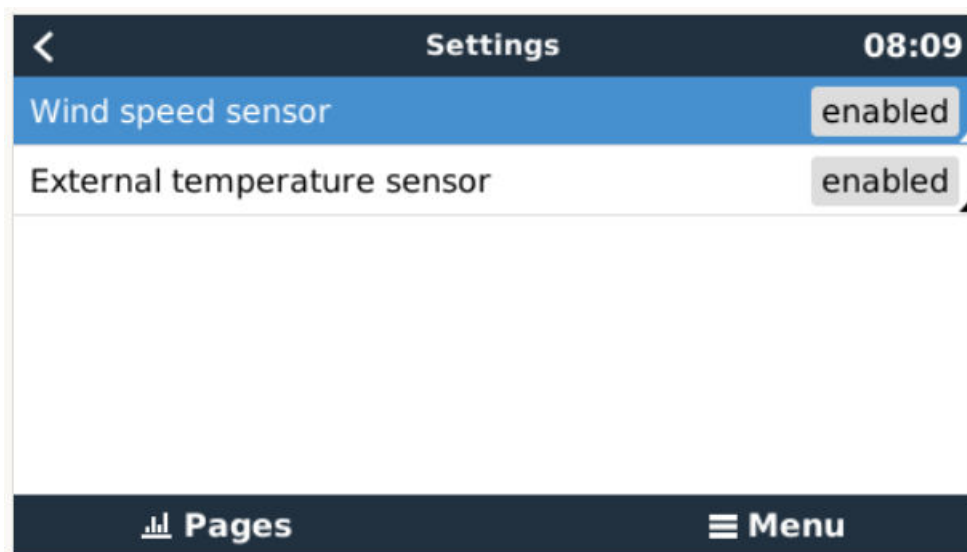 Settings 08:09
Wind speed sensor enabled
External temperature sensor enabled
Pages Menu